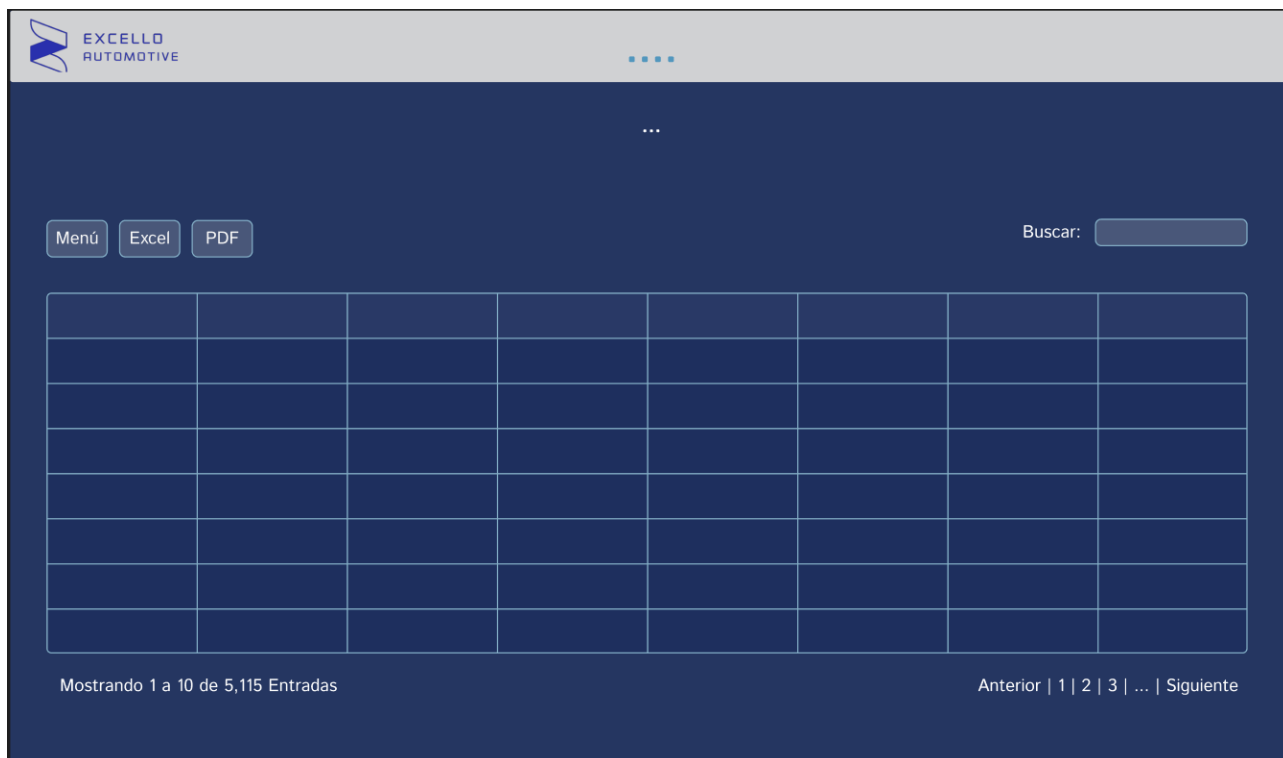 EXCELLO
AUTOMOTIVE
....
...
Menú Excel PDF Buscar:
Mostrando 1 a 10 de 5,115 Entradas Anterior | 1 | 2 | 3 | ... | Siguiente